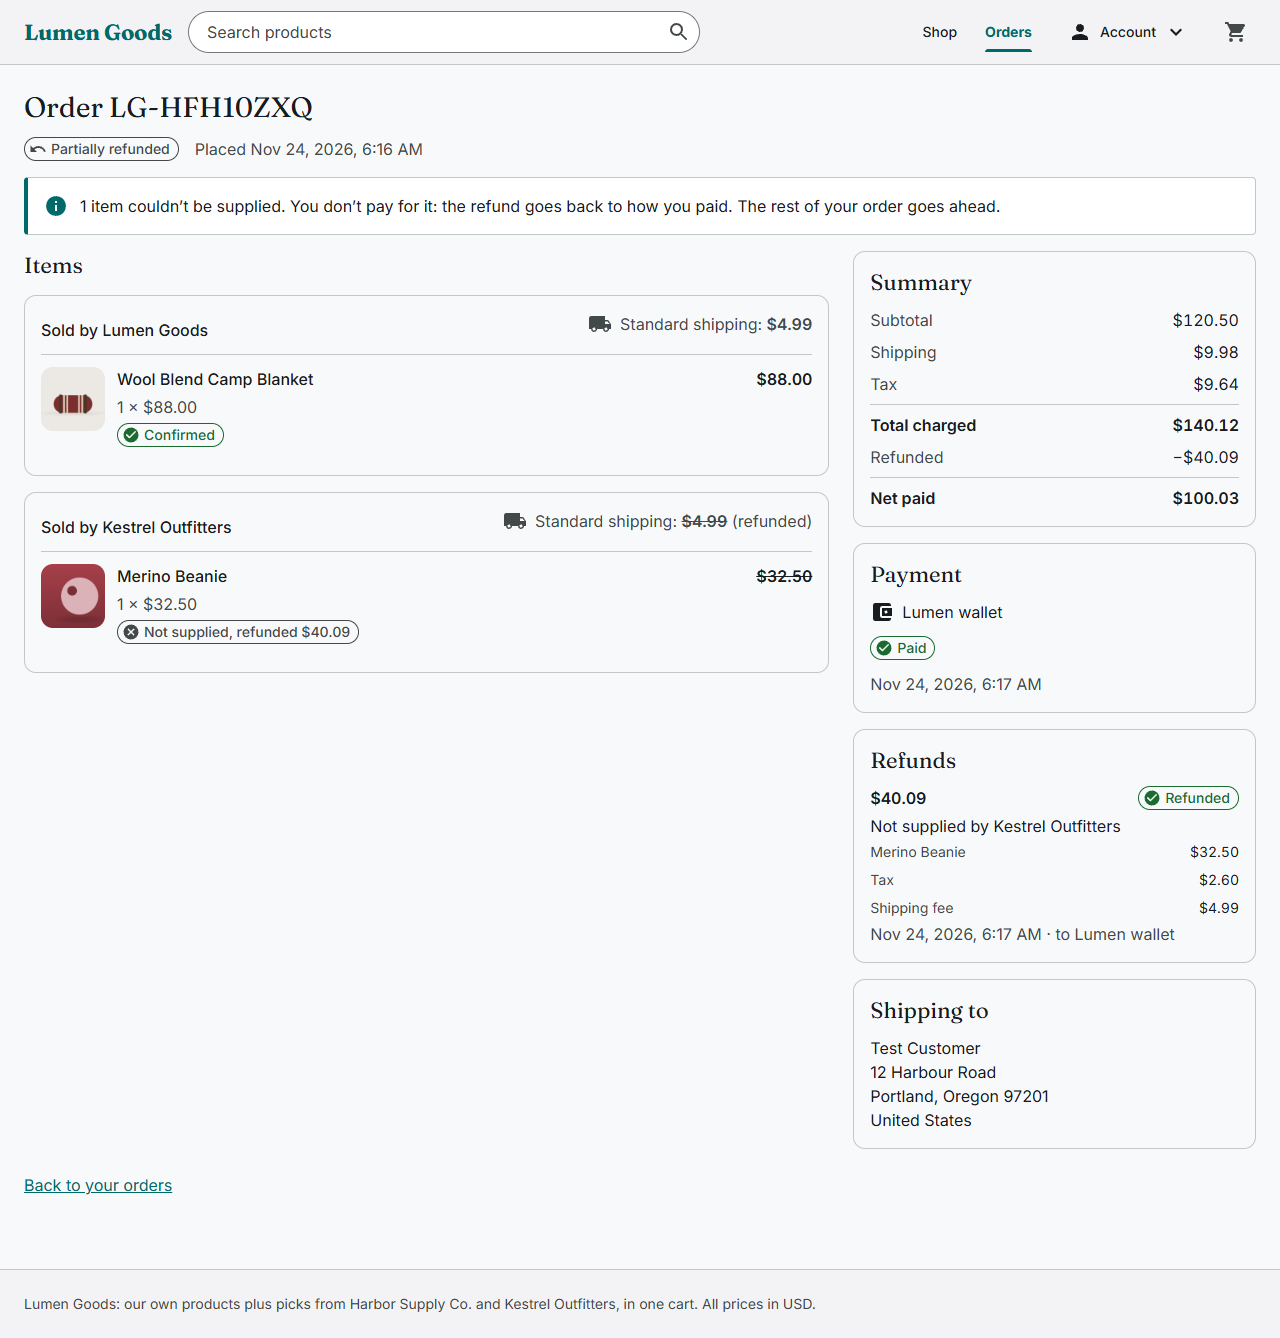 Lumen Goods
Search products
Shop
Orders
Account
Order LG-HFH10ZXQ
Partially refunded
Placed Nov 24, 2026, 6:16 AM
1 item couldn’t be supplied. You don’t pay for it: the refund goes back to how you paid. The rest of your order goes ahead.
Items
Sold by Lumen Goods
Standard shipping: $4.99
Wool Blend Camp Blanket
$88.00
1 × $88.00
Confirmed
Sold by Kestrel Outfitters
Standard shipping: $4.99 (refunded)
Merino Beanie
$32.50
1 × $32.50
Not supplied, refunded $40.09
Summary
Subtotal $120.50
Shipping $9.98
Tax $9.64
Total charged $140.12
Refunded −$40.09
Net paid $100.03
Payment
Lumen wallet
Paid
Nov 24, 2026, 6:17 AM
Refunds
$40.09 Refunded
Not supplied by Kestrel Outfitters
Merino Beanie $32.50
Tax $2.60
Shipping fee $4.99
Nov 24, 2026, 6:17 AM · to Lumen wallet
Shipping to
Test Customer
12 Harbour Road
Portland, Oregon 97201
United States
Back to your orders
Lumen Goods: our own products plus picks from Harbor Supply Co. and Kestrel Outfitters, in one cart. All prices in USD.